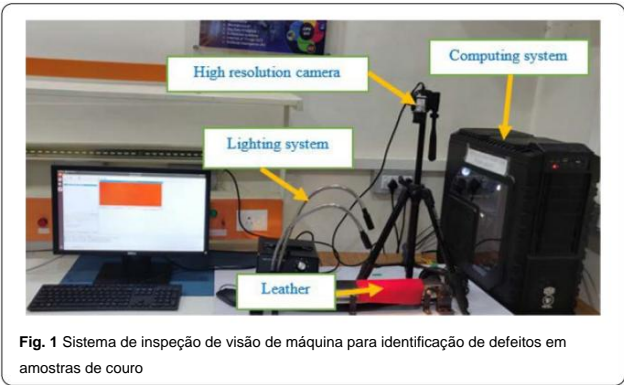 Computing system
High resolution camera
Lighting system
DELL
Leather
Fig. 1 Sistema de inspeção de visão de máquina para identificação de defeitos em
amostras de couro